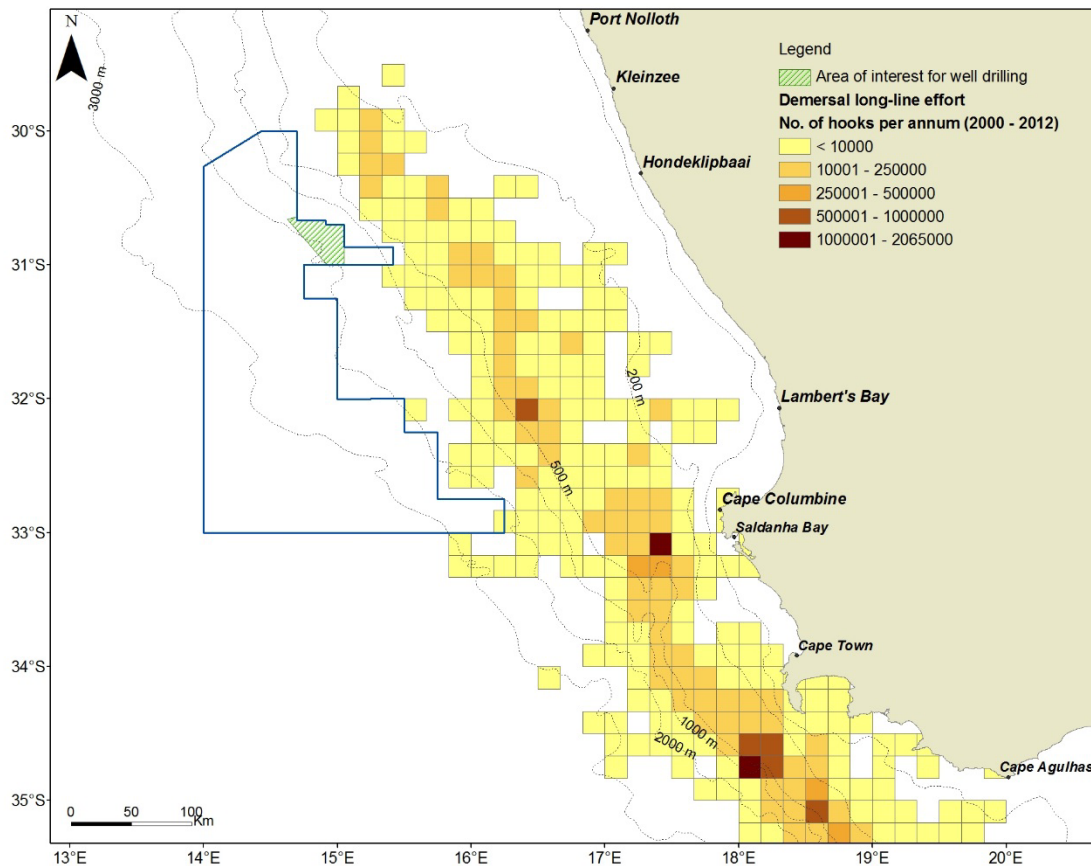 N
Port Nolloth
Kleinzee
Hondeklipbaai
Lambert's Bay
Cape Columbine
Saldanha Bay
Cape Town
Cape Agulhas
Legend
Area of interest for well drilling
Demersal long-line effort
No. of hooks per annum (2000 - 2012)
< 10000
10001 - 250000
250001 - 500000
500001 - 1000000
1000001 - 2065000
3000 m
200 m
500 m
1000 m
2000 m
30°S
31°S
32°S
33°S
34°S
35°S
0 50 100
Km
13°E 14°E 15°E 16°E 17°E 18°E 19°E 20°E